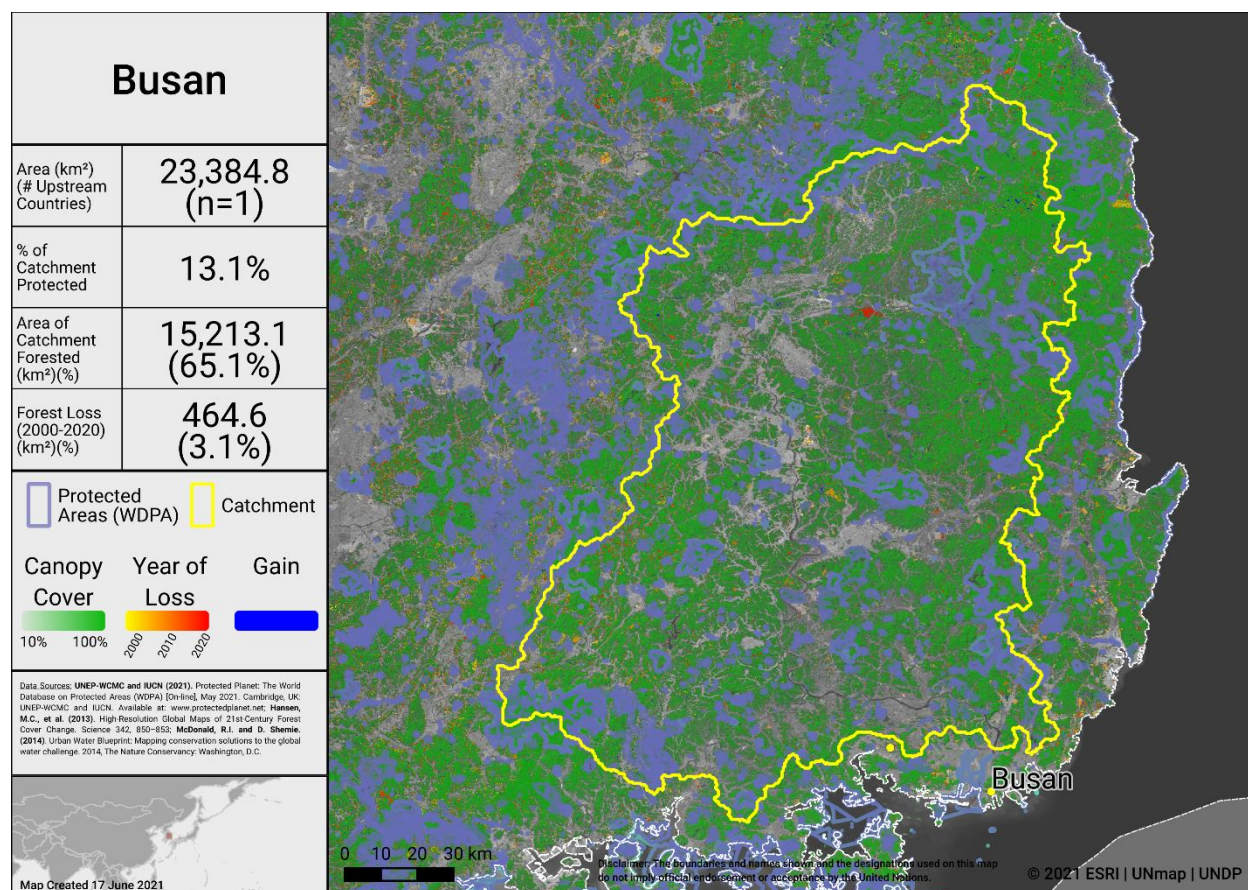 Busan
Area (km²)
(# Upstream
Countries)
23,384.8
(n=1)
% of
Catchment
Protected
13.1%
Area of
Catchment
Forested
(km²)(%)
15,213.1
(65.1%)
Forest Loss
(2000-2020)
(km²)(%)
464.6
(3.1%)
Protected
Areas (WDPA)
Catchment
Canopy
Cover
10% 100%
Year of
Loss
2000 2010 2020
Gain
Data Sources: UNEP-WCMC and IUCN (2021). Protected Planet: The World
Database on Protected Areas (WDPA) [On-line], May 2021. Cambridge, UK:
UNEP-WCMC and IUCN. Available at: www.protectedplanet.net; Hansen,
M.C., et al. (2013). High-Resolution Global Maps of 21st-Century Forest
Cover Change. Science 342, 850–853; McDonald, R.I. and D. Shemie.
(2014). Urban Water Blueprint: Mapping conservation solutions to the global
water challenge. 2014, The Nature Conservancy: Washington, D.C.
Map Created 17 June 2021
Busan
0 10 20 30 km
Disclaimer: The boundaries and names shown and the designations used on this map
do not imply official endorsement or acceptance by the United Nations.
© 2021 ESRI | UNmap | UNDP